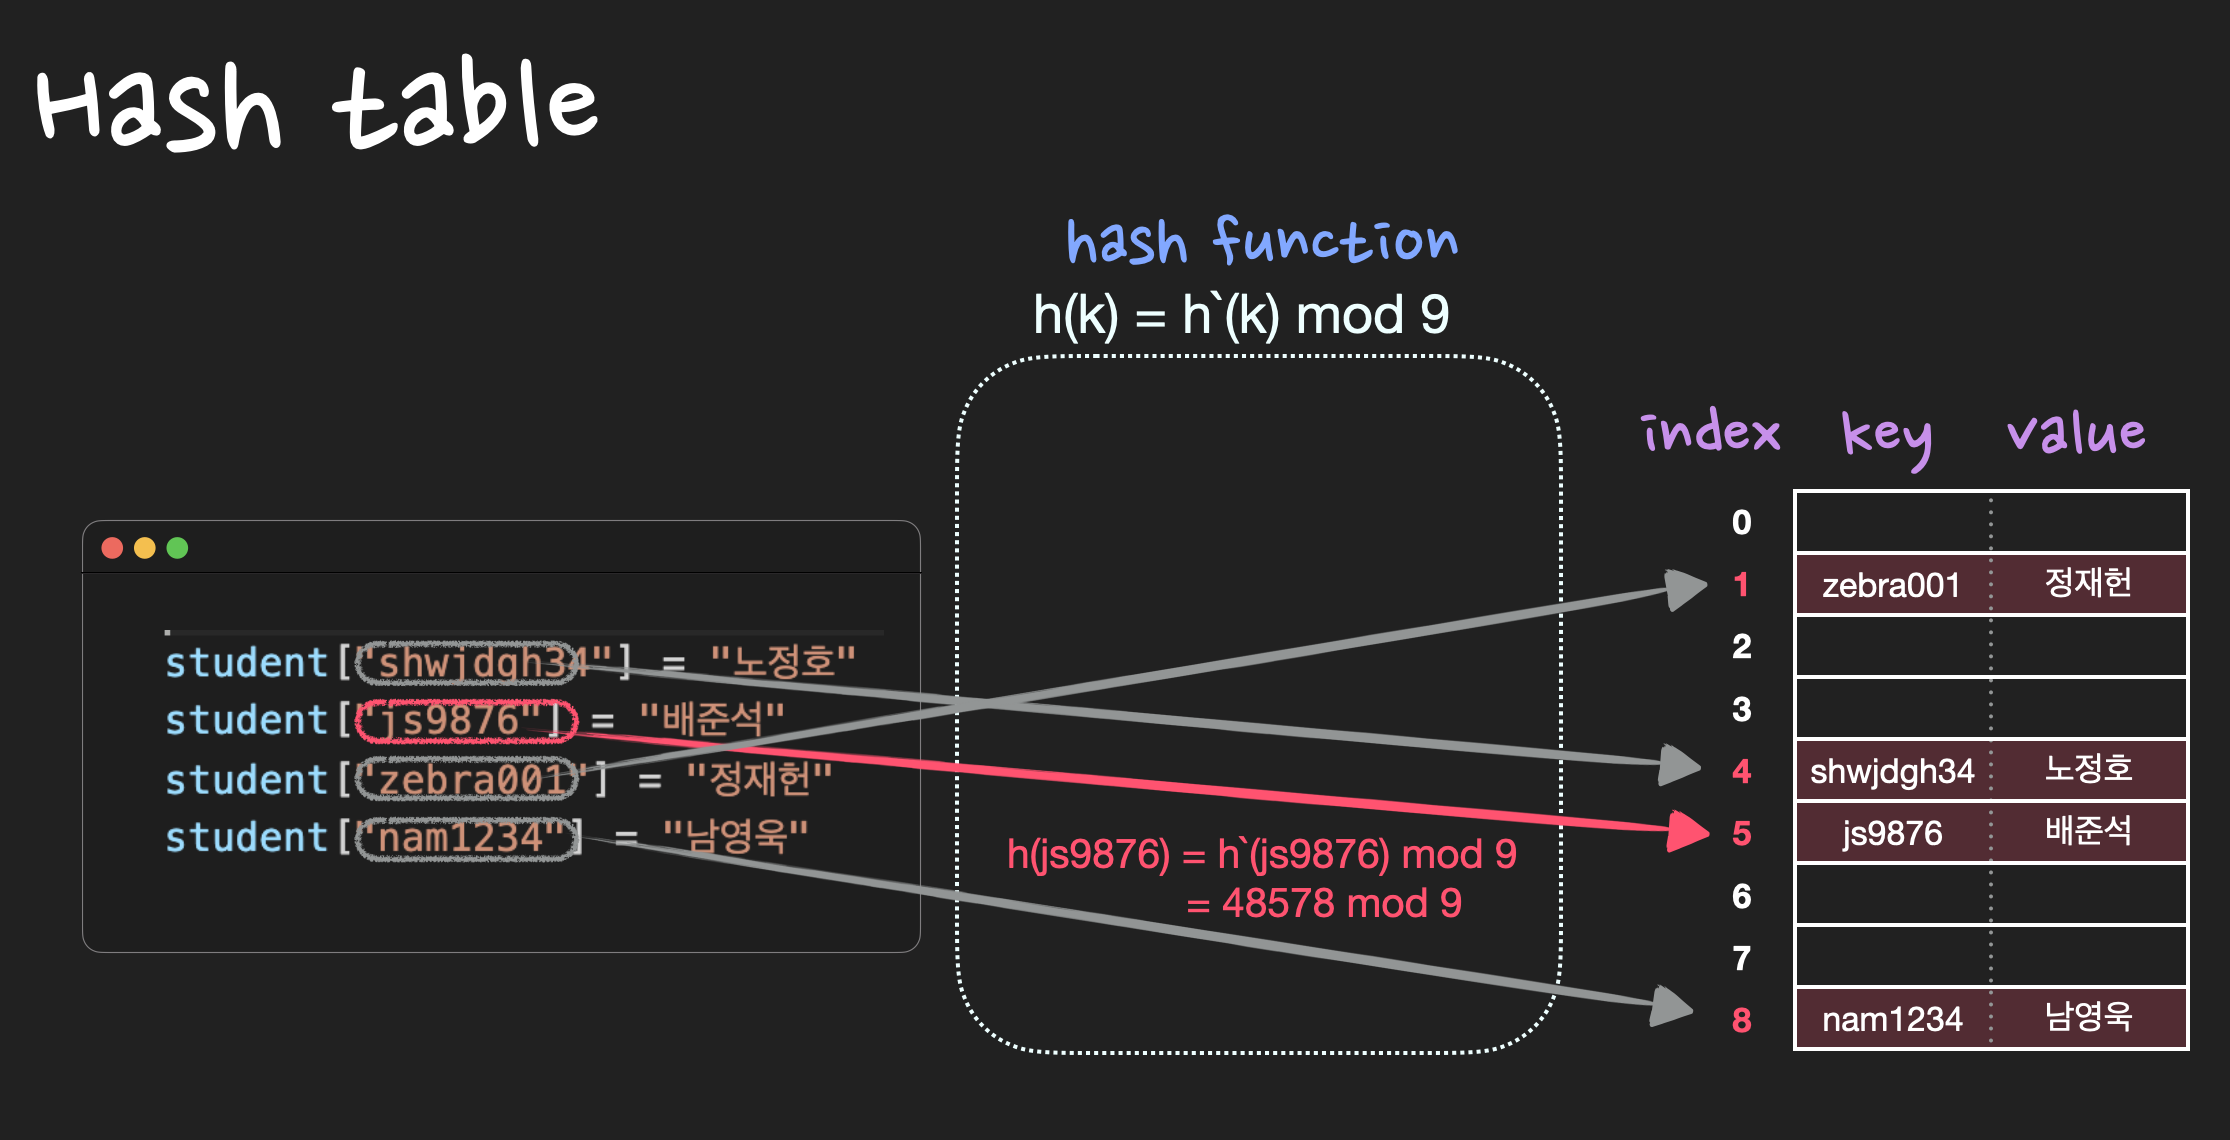 Hash table
hash function
h(k) = h`(k) mod 9
student["shwjdgh34"] = "노정호"
student["js9876"] = "배준석"
student["zebra001"] = "정재헌"
student["nam1234"] = "남영욱"
h(js9876) = h`(js9876) mod 9
= 48578 mod 9
index key value
0
1 zebra001 정재헌
2
3
4 shwjdgh34 노정호
5 js9876 배준석
6
7
8 nam1234 남영욱